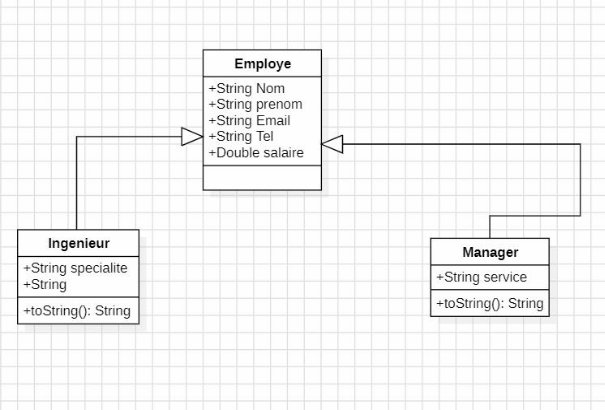 Employe
+String Nom
+String prenom
+String Email
+String Tel
+Double salaire
Ingenieur
+String specialite
+String
+toString(): String
Manager
+String service
+toString(): String